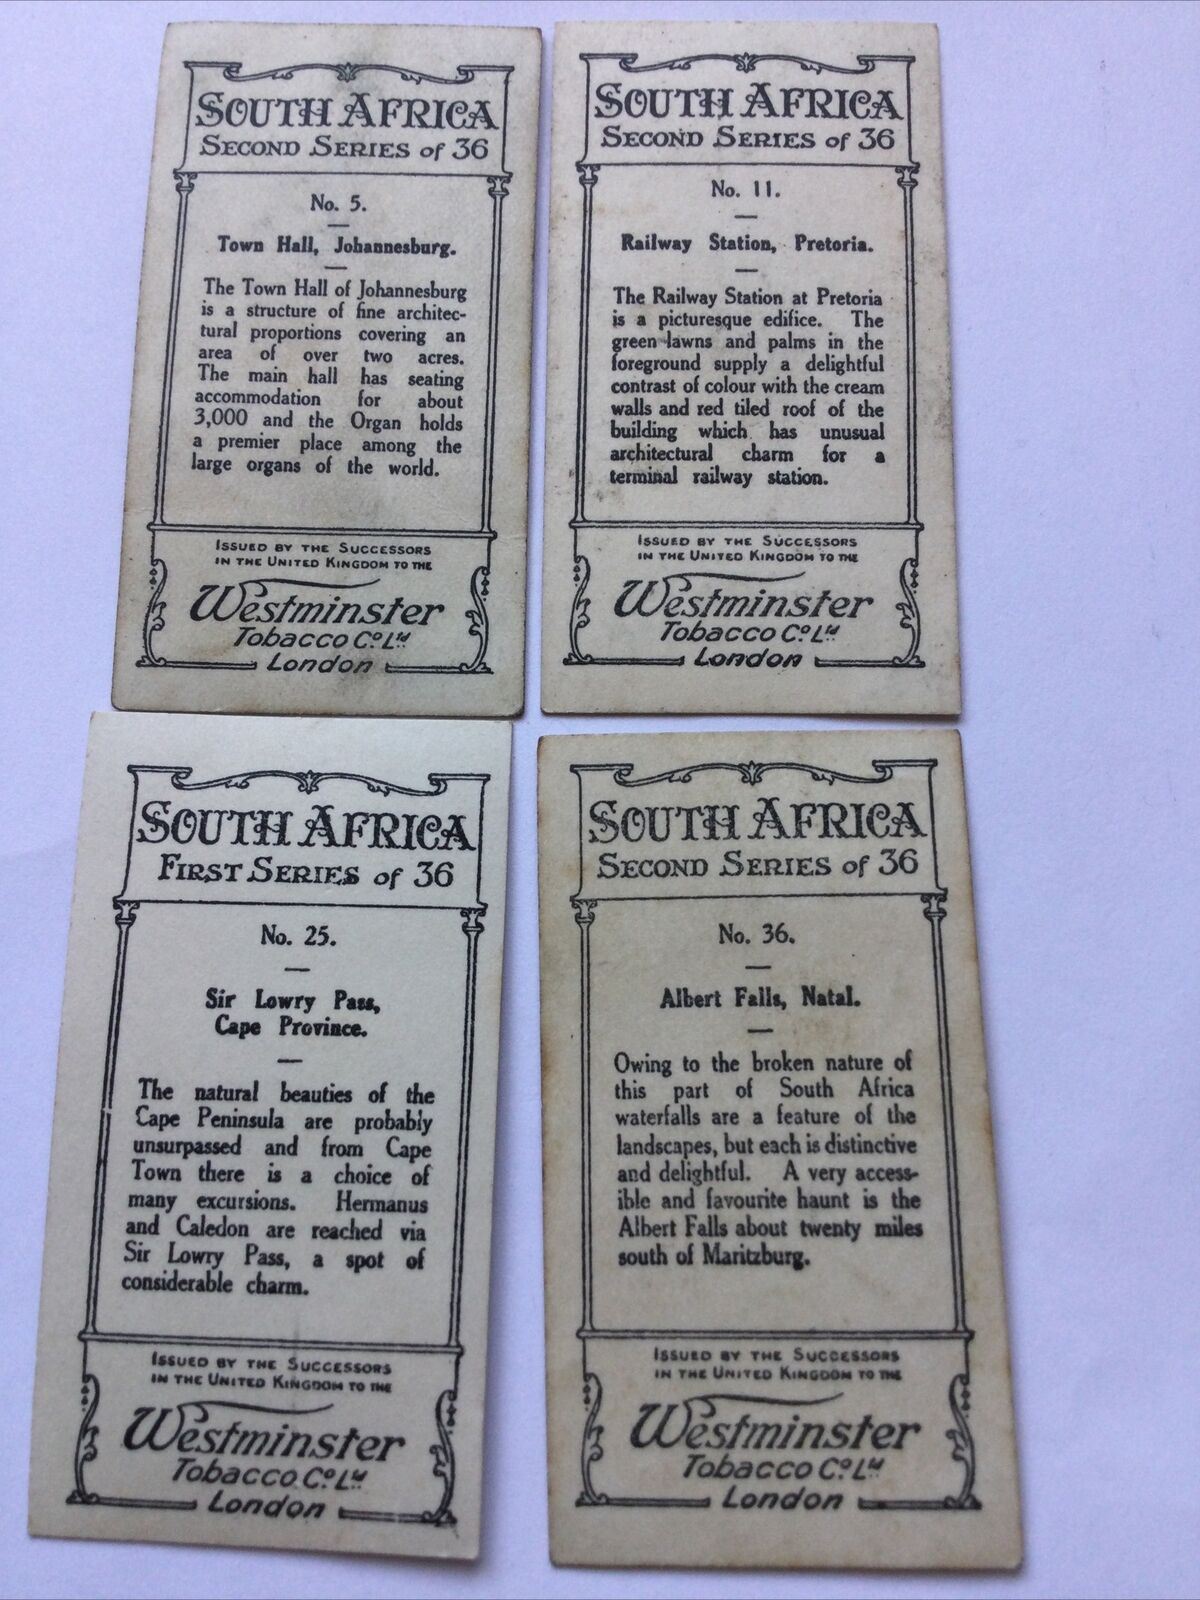 SOUTH AFRICA
SECOND SERIES of 36
No. 5.
Town Hall, Johannesburg.
The Town Hall of Johannesburg
is a structure of fine architec-
tural proportions covering an
area of over two acres.
The main hall has seating
accommodation for about
3,000 and the Organ holds
a premier place among the
large organs of the world.
ISSUED BY THE SUCCESSORS
IN THE UNITED KINGDOM TO THE
Westminster
Tobacco Co. Ltd.
London
SOUTH AFRICA
SECOND SERIES of 36
No. 11.
Railway Station, Pretoria.
The Railway Station at Pretoria
is a picturesque edifice. The
green lawns and palms in the
foreground supply a delightful
contrast of colour with the cream
walls and red tiled roof of the
building which has unusual
architectural charm for a
terminal railway station.
ISSUED BY THE SUCCESSORS
IN THE UNITED KINGDOM TO THE
Westminster
Tobacco Co. Ltd.
London
SOUTH AFRICA
FIRST SERIES of 36
No. 25.
Sir Lowry Pass,
Cape Province.
The natural beauties of the
Cape Peninsula are probably
unsurpassed and from Cape
Town there is a choice of
many excursions. Hermanus
and Caledon are reached via
Sir Lowry Pass, a spot of
considerable charm.
ISSUED BY THE SUCCESSORS
IN THE UNITED KINGDOM TO THE
Westminster
Tobacco Co. Ltd.
London
SOUTH AFRICA
SECOND SERIES of 36
No. 36.
Albert Falls, Natal.
Owing to the broken nature of
this part of South Africa
waterfalls are a feature of the
landscapes, but each is distinctive
and delightful. A very access-
ible and favourite haunt is the
Albert Falls about twenty miles
south of Maritzburg.
ISSUED BY THE SUCCESSORS
IN THE UNITED KINGDOM TO THE
Westminster
Tobacco Co. Ltd.
London